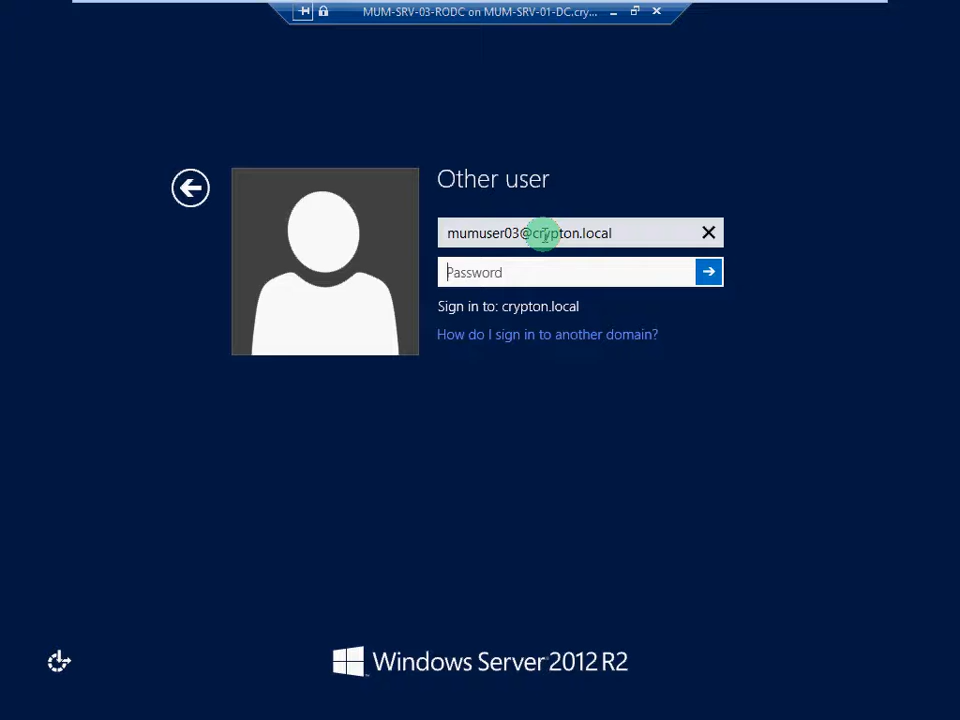 MUM-SRV-03-RODC on MUM-SRV-01-DC.cry...
Other user
mumuser03@crypton.local
Password
Sign in to: crypton.local
How do I sign in to another domain?
Windows Server 2012 R2